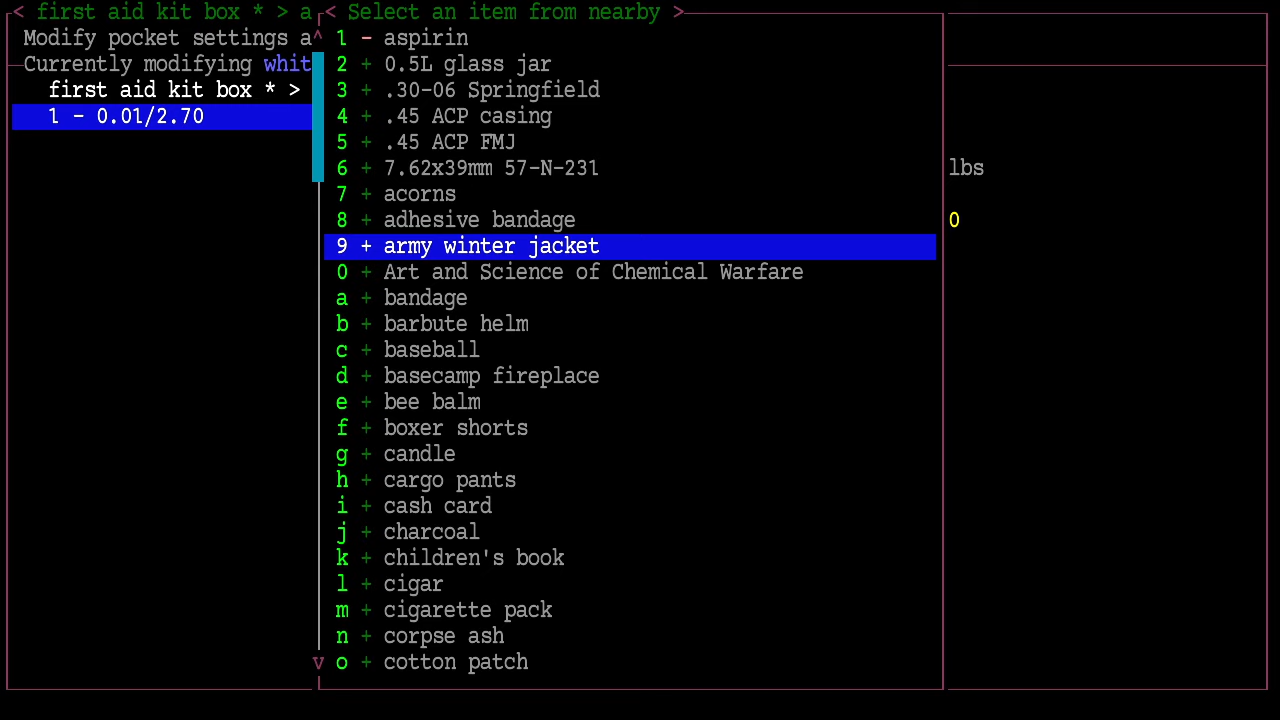 < first aid kit box * > a < Select an item from nearby >
Modify pocket settings a ^ 1 - aspirin
Currently modifying whit 2 + 0.5L glass jar
first aid kit box * > 3 + .30-06 Springfield
1 - 0.01/2.70 4 + .45 ACP casing
5 + .45 ACP FMJ
6 + 7.62x39mm 57-N-231 lbs
7 + acorns
8 + adhesive bandage 0
9 + army winter jacket
0 + Art and Science of Chemical Warfare
a + bandage
b + barbute helm
c + baseball
d + basecamp fireplace
e + bee balm
f + boxer shorts
g + candle
h + cargo pants
i + cash card
j + charcoal
k + children's book
l + cigar
m + cigarette pack
n + corpse ash
v o + cotton patch